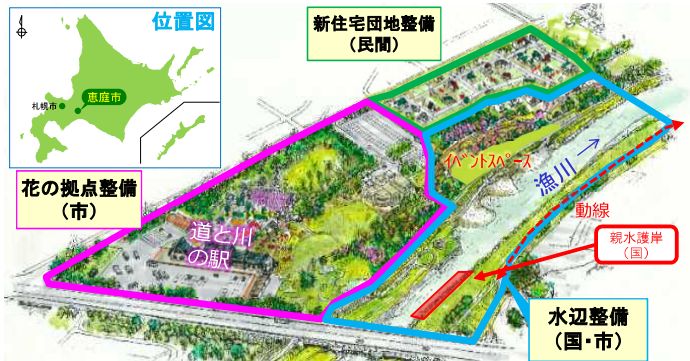 位置図
札幌市
恵庭市
新住宅団地整備
(民間)
花の拠点整備
(市)
道と川
の駅
イベントスペース
漁川
動線
親水護岸
(国)
水辺整備
(国・市)